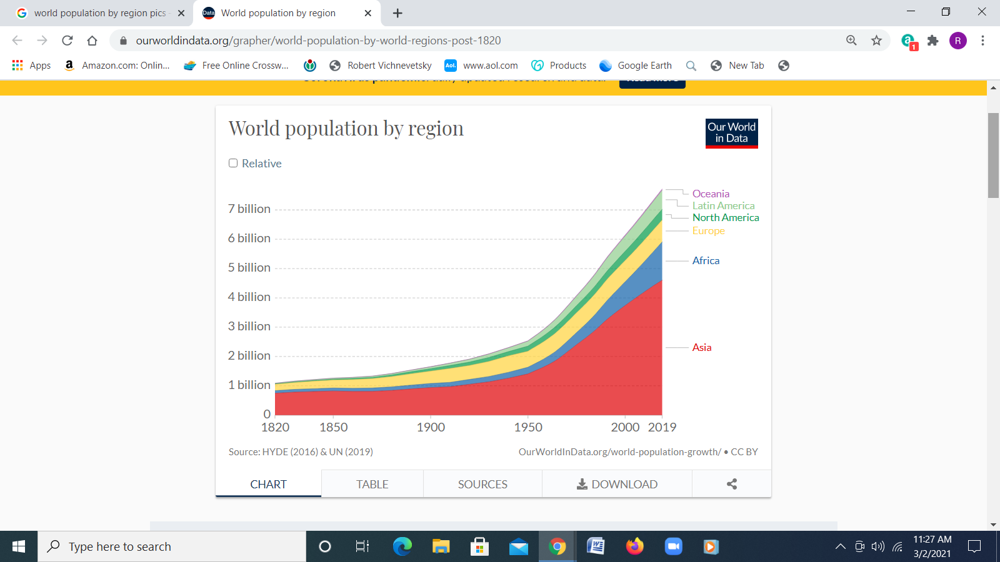 world population by region pics
World population by region
ourworldindata.org/grapher/world-population-by-world-regions-post-1820
1
R
Apps
Amazon.com: Onlin...
Free Online Crossw...
Robert Vichnevetsky
Aol.
www.aol.com
Products
Google Earth
New Tab
World population by region
Our World
in Data
Relative
7 billion
6 billion
5 billion
4 billion
3 billion
2 billion
1 billion
0
Oceania
Latin America
North America
Europe
Africa
Asia
1820 1850 1900 1950 2000 2019
Source: HYDE (2016) & UN (2019)
OurWorldInData.org/world-population-growth/ • CC BY
CHART TABLE SOURCES DOWNLOAD
Type here to search
11:27 AM
3/2/2021